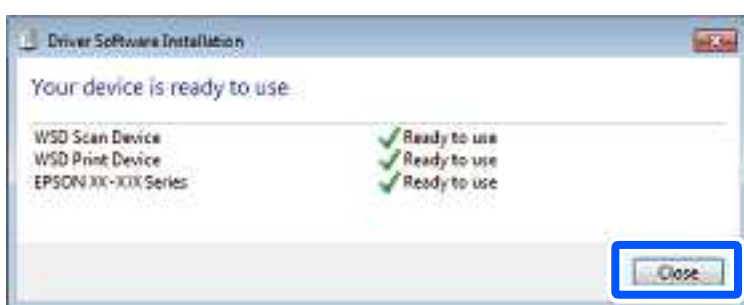 Driver Software Installation
Your device is ready to use
WSD Scan Device Ready to use
WSD Print Device Ready to use
EPSON XX-XXX Series Ready to use
Close